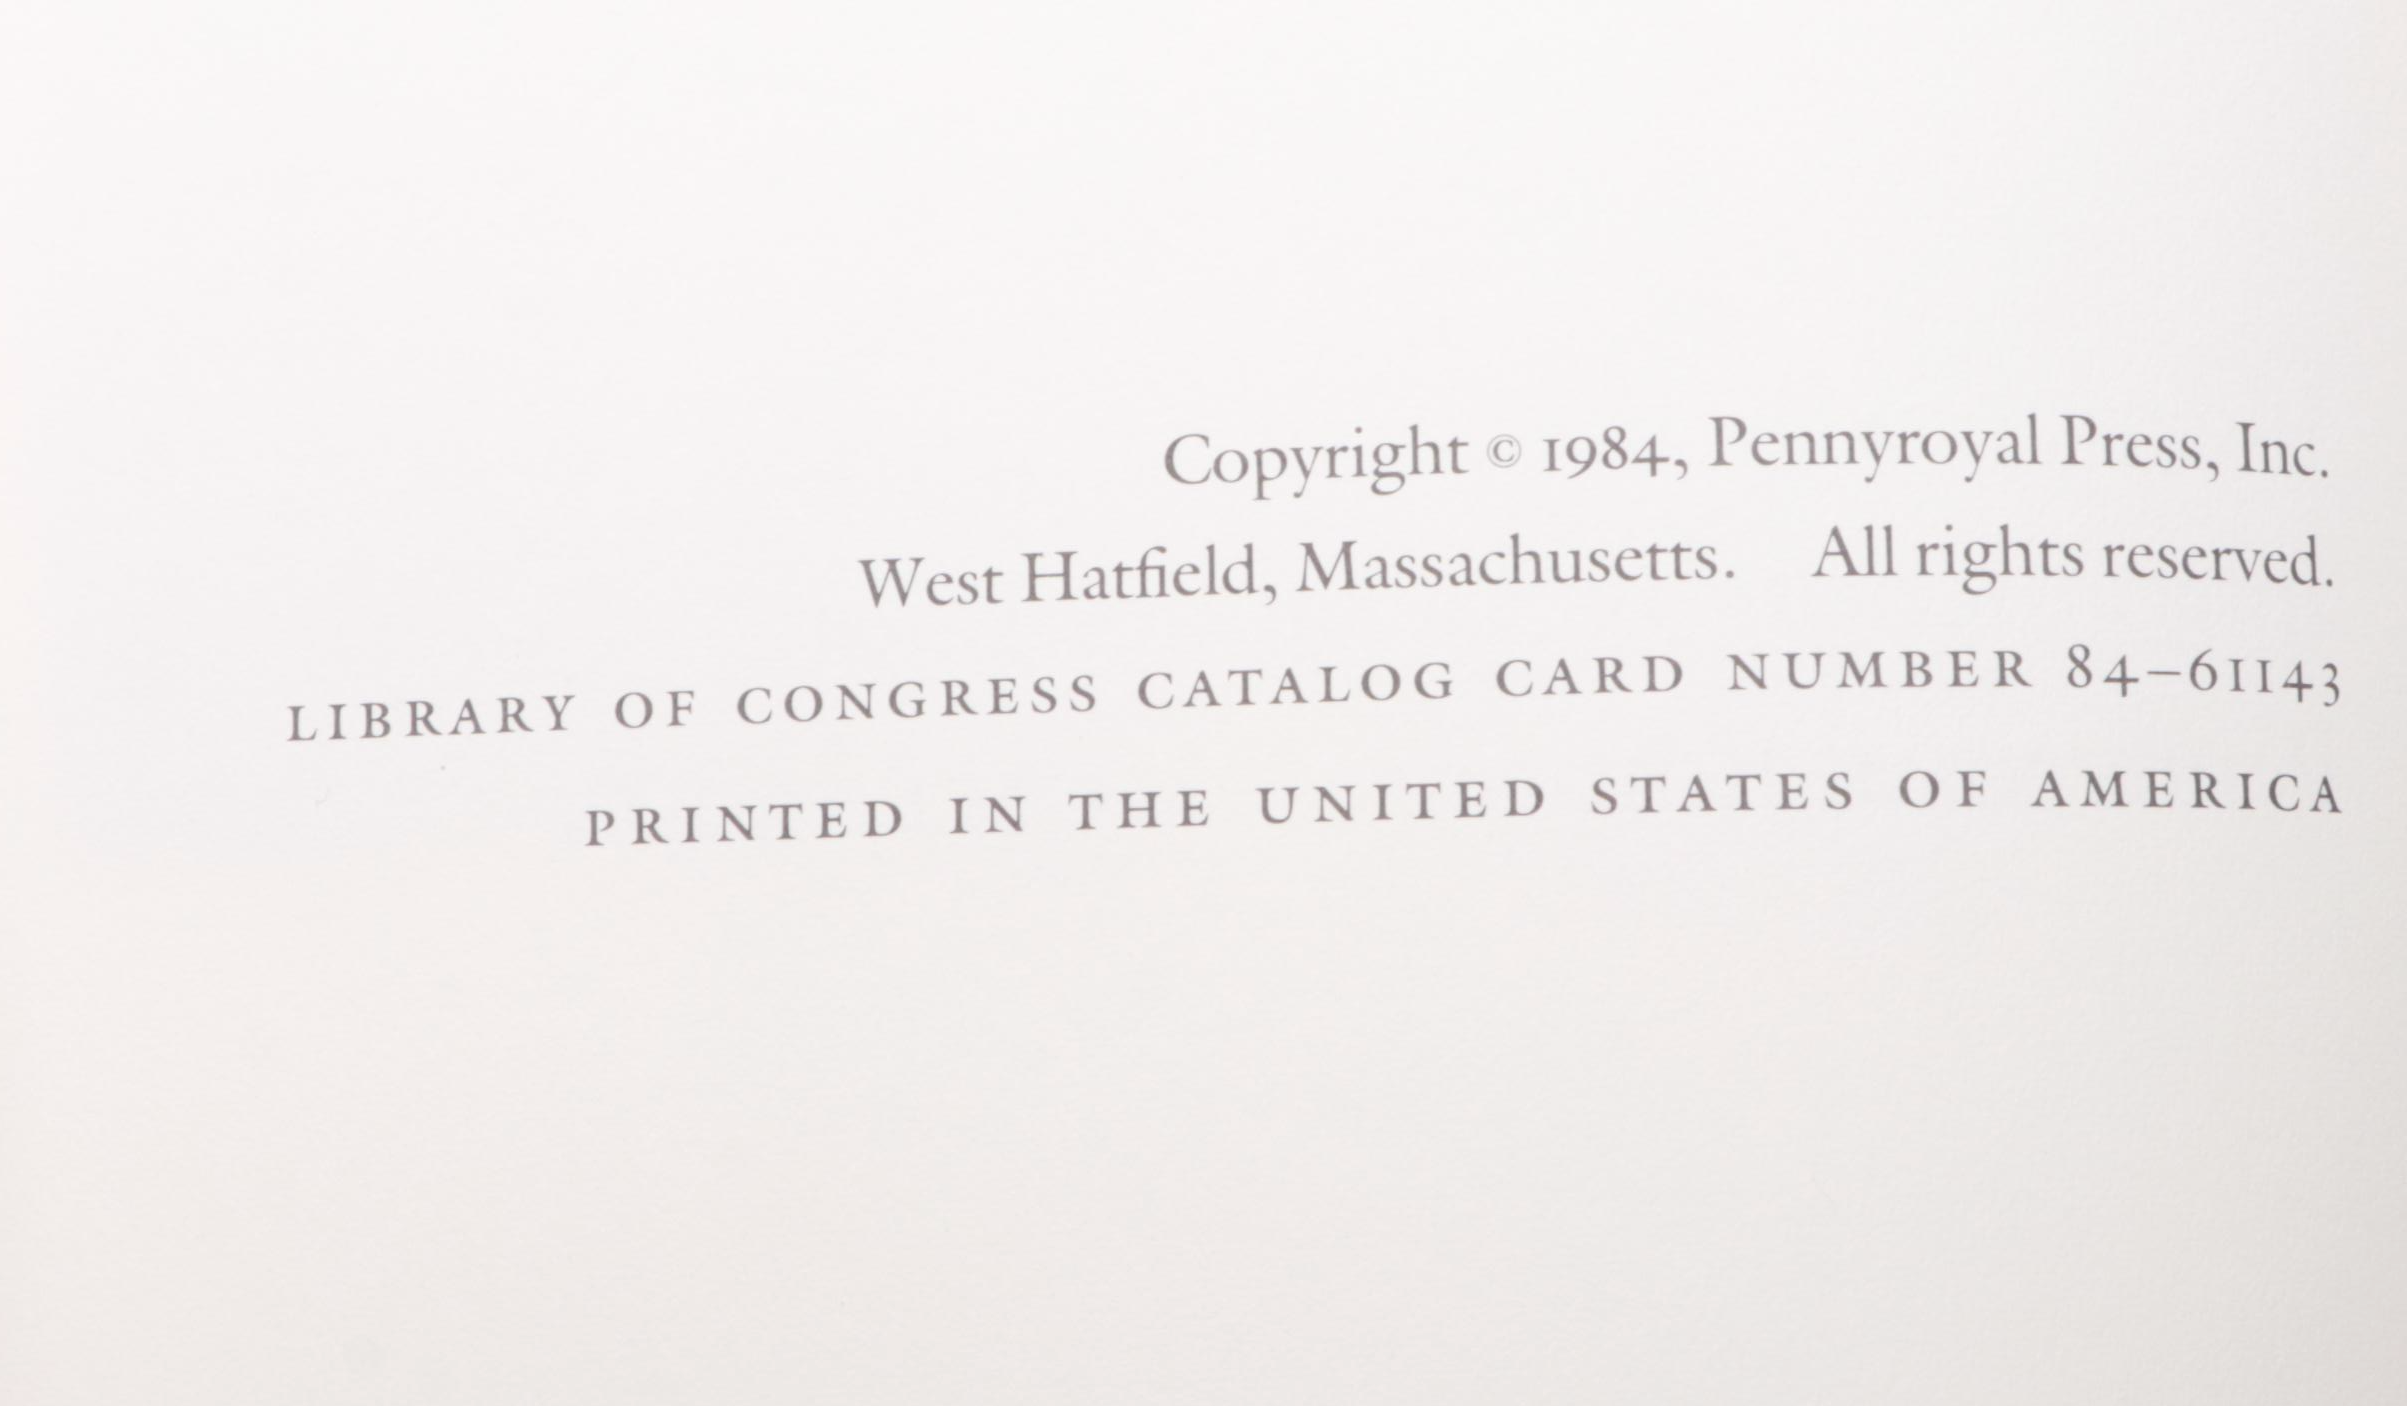 Copyright © 1984, Pennyroyal Press, Inc.
West Hatfield, Massachusetts. All rights reserved.
LIBRARY OF CONGRESS CATALOG CARD NUMBER 84–61143
PRINTED IN THE UNITED STATES OF AMERICA